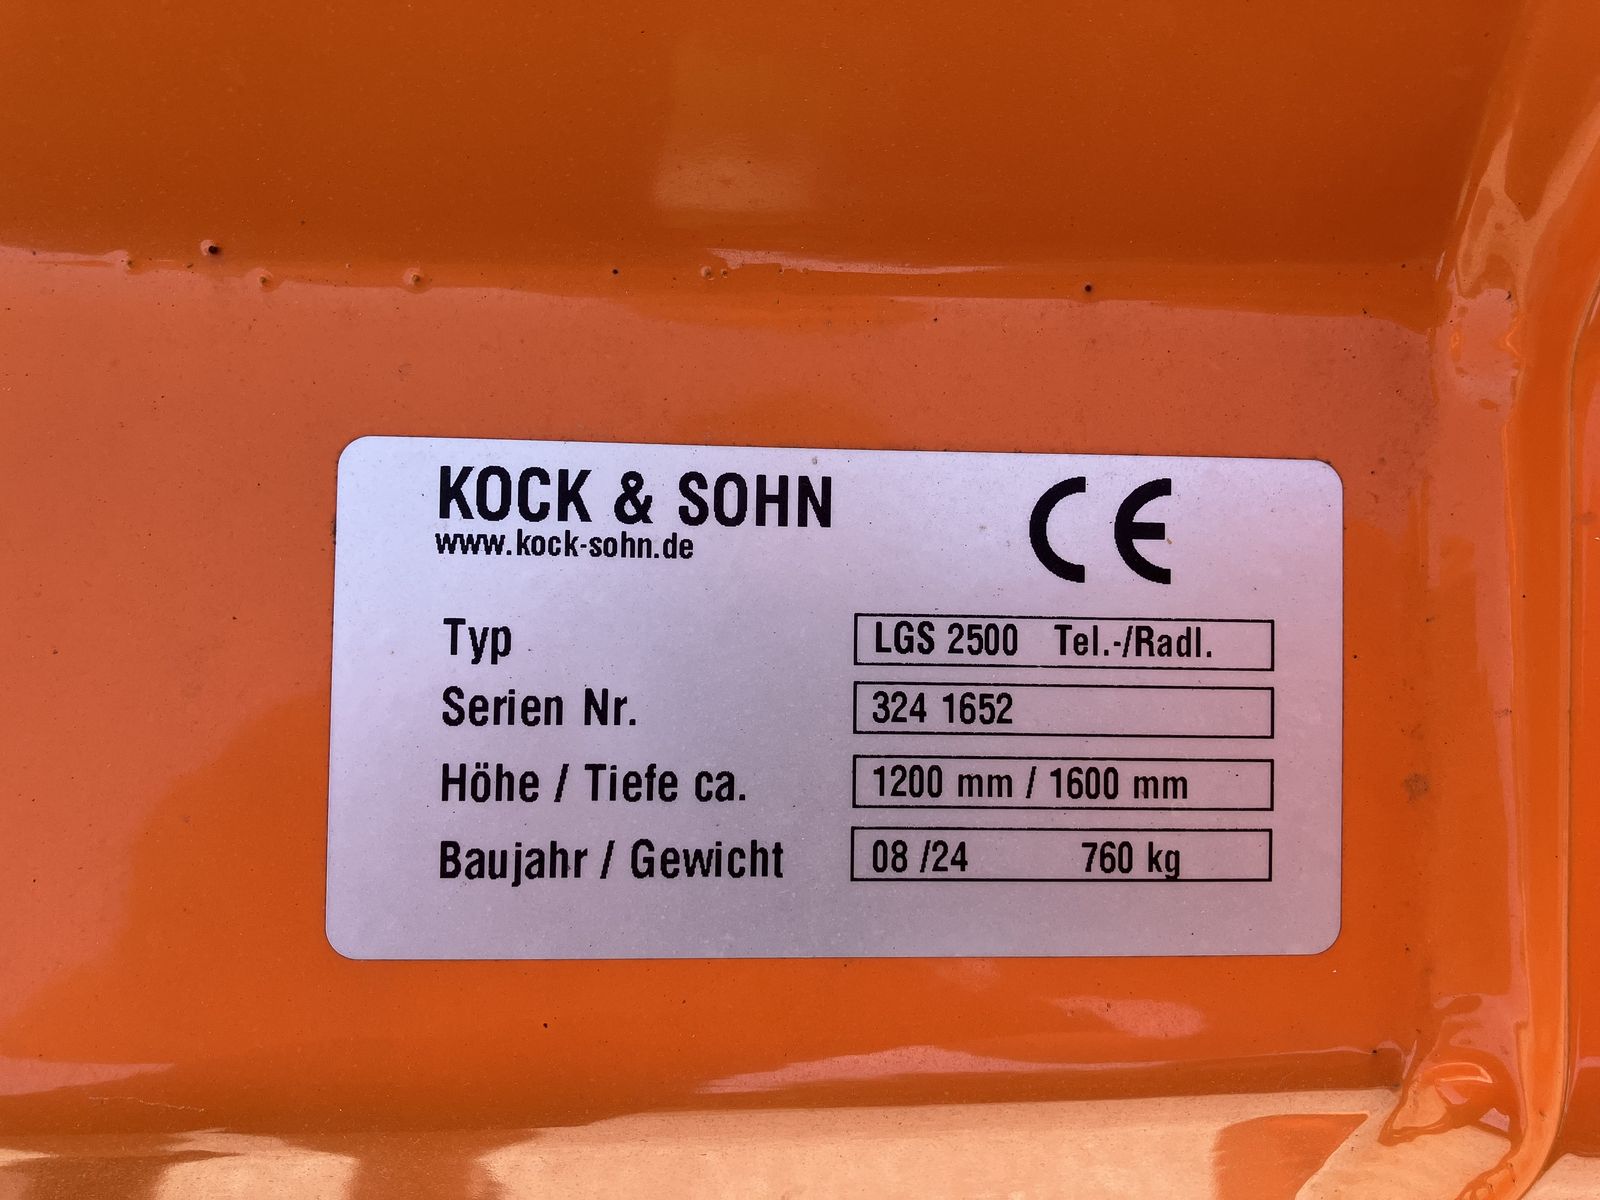 KOCK & SOHN
www.kock-sohn.de
CE
Typ LGS 2500 Tel.-/Radl.
Serien Nr. 324 1652
Höhe / Tiefe ca. 1200 mm / 1600 mm
Baujahr / Gewicht 08 /24 760 kg